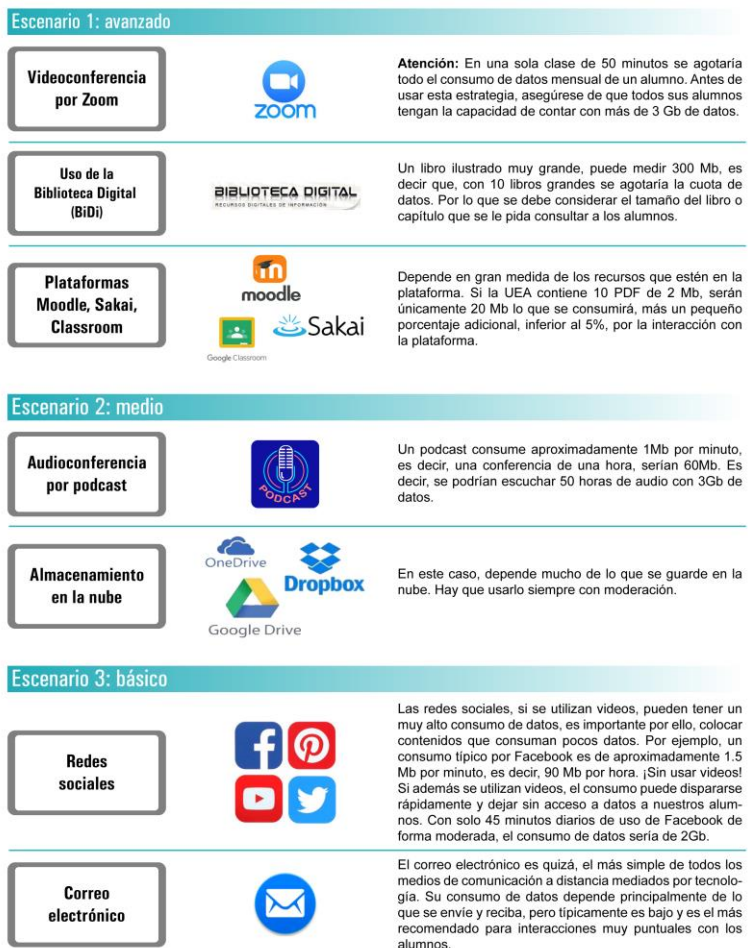 Escenario 1: avanzado
Videoconferencia
por Zoom
zoom
Atención: En una sola clase de 50 minutos se agotaría
todo el consumo de datos mensual de un alumno. Antes de
usar esta estrategia, asegúrese de que todos sus alumnos
tengan la capacidad de contar con más de 3 Gb de datos.
Uso de la
Biblioteca Digital
(BiDi)
BIBLIOTECA DIGITAL
RECURSOS DIGITALES DE INFORMACIÓN
Un libro ilustrado muy grande, puede medir 300 Mb, es
decir que, con 10 libros grandes se agotaría la cuota de
datos. Por lo que se debe considerar el tamaño del libro o
capítulo que se le pida consultar a los alumnos.
Plataformas
Moodle, Sakai,
Classroom
m
moodle
Sakai
Google Classroom
Depende en gran medida de los recursos que estén en la
plataforma. Si la UEA contiene 10 PDF de 2 Mb, serán
únicamente 20 Mb lo que se consumirá, más un pequeño
porcentaje adicional, inferior al 5%, por la interacción con
la plataforma.
Escenario 2: medio
Audioconferencia
por podcast
PODCAST
Un podcast consume aproximadamente 1Mb por minuto,
es decir, una conferencia de una hora, serían 60Mb. Es
decir, se podrían escuchar 50 horas de audio con 3Gb de
datos.
Almacenamiento
en la nube
OneDrive
Dropbox
Google Drive
En este caso, depende mucho de lo que se guarde en la
nube. Hay que usarlo siempre con moderación.
Escenario 3: básico
Redes
sociales
Las redes sociales, si se utilizan videos, pueden tener un
muy alto consumo de datos, es importante por ello, colocar
contenidos que consuman pocos datos. Por ejemplo, un
consumo típico por Facebook es de aproximadamente 1.5
Mb por minuto, es decir, 90 Mb por hora. ¡Sin usar videos!
Si además se utilizan videos, el consumo puede dispararse
rápidamente y dejar sin acceso a datos a nuestros alum-
nos. Con solo 45 minutos diarios de uso de Facebook de
forma moderada, el consumo de datos sería de 2Gb.
Correo
electrónico
El correo electrónico es quizá, el más simple de todos los
medios de comunicación a distancia mediados por tecnolo-
gía. Su consumo de datos depende principalmente de lo
que se envíe y reciba, pero típicamente es bajo y es el más
recomendado para interacciones muy puntuales con los
alumnos.